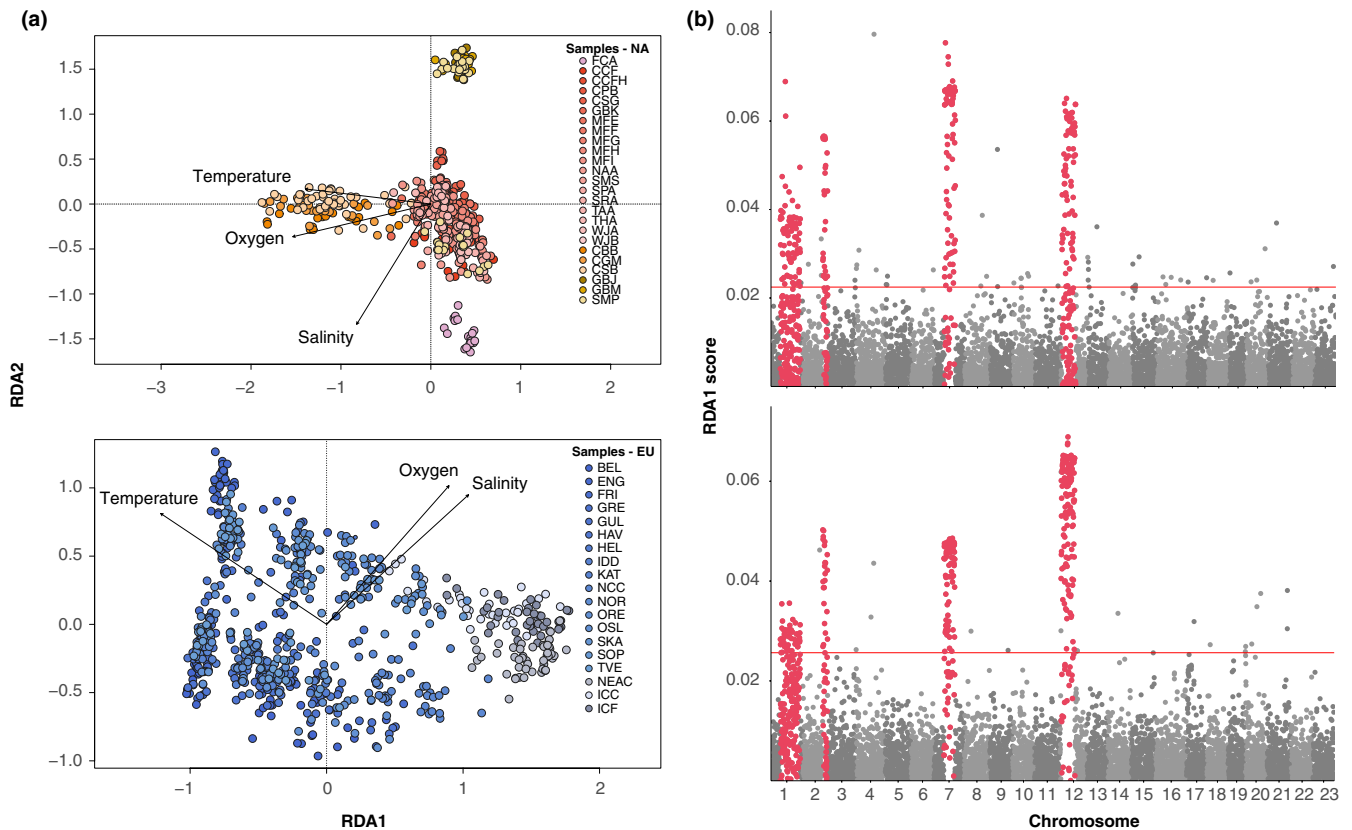 (a)
Samples - NA
FCA
CCF
CCFH
CPB
CSG
GBK
MFE
MFF
MFG
MFH
MFI
NAA
SMS
SPA
SRA
TAA
THA
WJA
WJB
CBB
CGM
CSB
GBJ
GBM
SMP
Temperature
Oxygen
Salinity
1.5
1.0
0.5
0.0
−0.5
−1.0
−1.5
−3
−2
−1
0
1
2
RDA2
Samples - EU
BEL
ENG
FRI
GRE
GUL
HAV
HEL
IDD
KAT
NCC
NOR
ORE
OSL
SKA
SOP
TVE
NEAC
ICC
ICF
Temperature
Oxygen
Salinity
1.0
0.5
0.0
−0.5
−1.0
−1
0
1
2
RDA1
(b)
0.08
0.06
0.04
0.02
RDA1 score
0.06
0.04
0.02
1 2 3 4 5 6 7 8 9 10 11 12 13 14 15 16 17 18 19 20 21 22 23
Chromosome